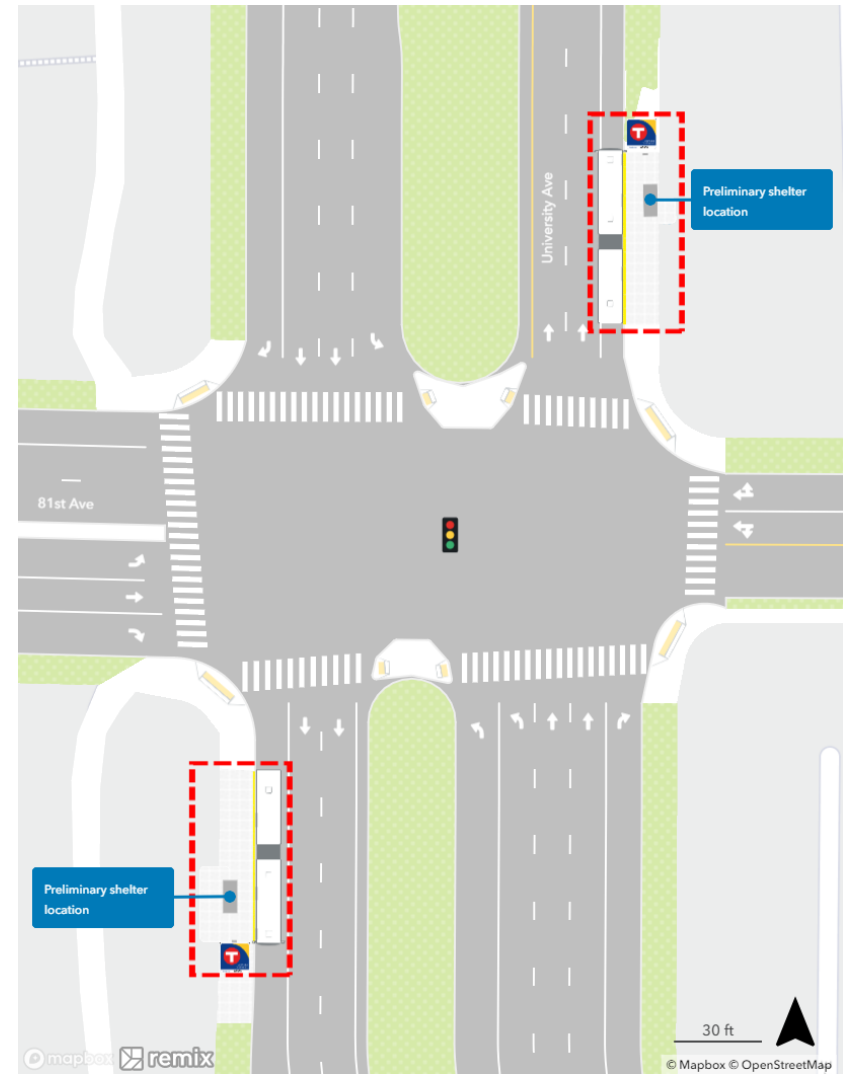 University Ave
Preliminary shelter
location
81st Ave
Preliminary shelter
location
30 ft
mapbox remix
© Mapbox © OpenStreetMap